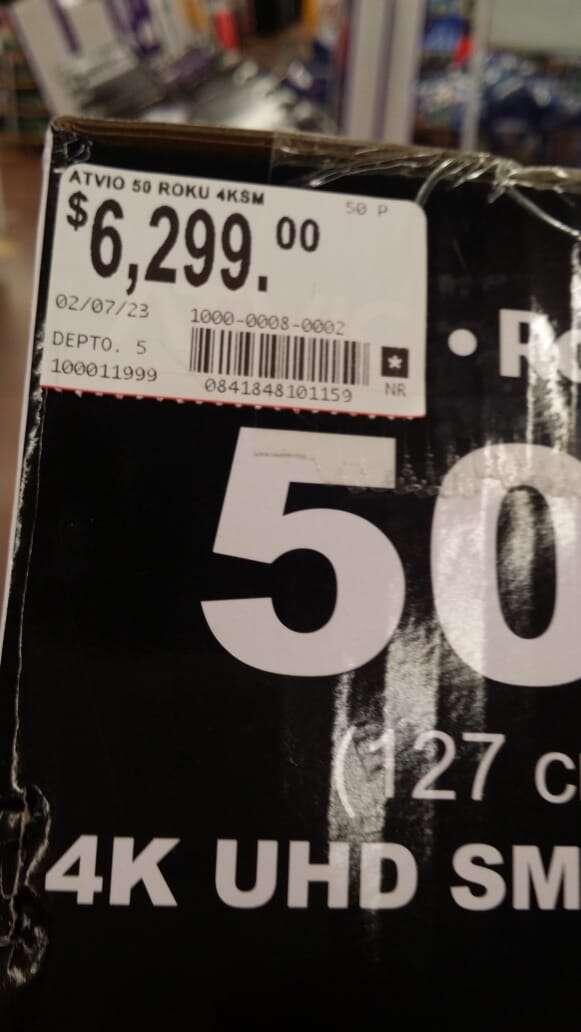 ATVIO 50 ROKU 4KSM
50 P
$6,299.00
02/07/23
1000-0008-0002
DEPTO. 5
100011999
0841848101159
NR
50
(127 c
4K UHD SM